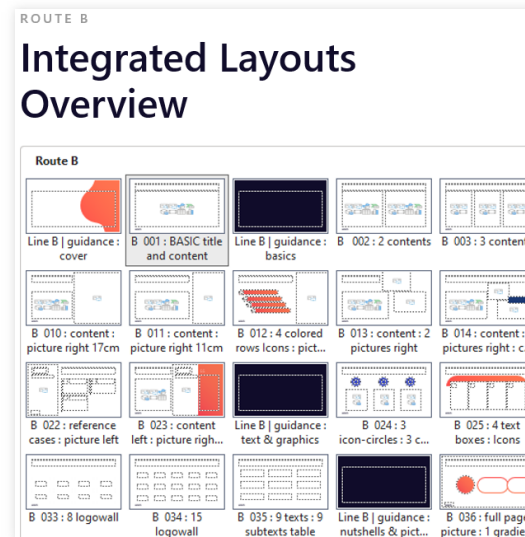 ROUTE B
Integrated Layouts
Overview
Route B
Line B | guidance :
cover
B 001 : BASIC title
and content
Line B | guidance :
basics
B 002 : 2 contents
B 003 : 3 content
B 010 : content :
picture right 17cm
B 011 : content :
picture right 11cm
B 012 : 4 colored
rows Icons : pict...
B 013 : content : 2
pictures right
B 014 : content :
pictures right : c
B 022 : reference
cases : picture left
B 023 : content
left : picture righ...
Line B | guidance :
text & graphics
B 024 : 3
icon-circles : 3 c...
B 025 : 4 text
boxes : Icons
B 033 : 8 logowall
B 034 : 15
logowall
B 035 : 9 texts : 9
subtexts table
Line B | guidance :
nutshells & pict...
B 036 : full page
picture : 1 gradie